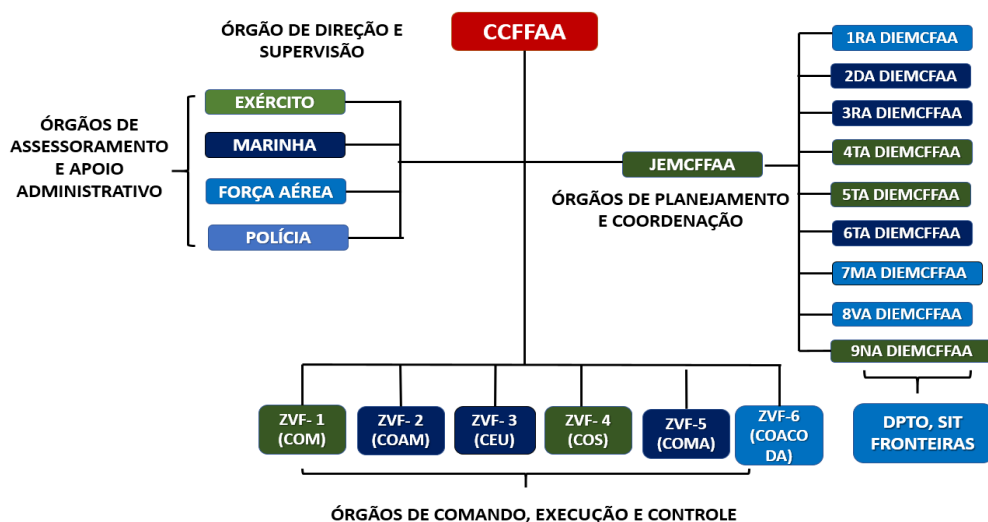 ÓRGÃO DE DIREÇÃO E
SUPERVISÃO
CCFFAA
ÓRGÃOS DE
ASSESSORAMENTO
E APOIO
ADMINISTRATIVO
EXÉRCITO
MARINHA
FORÇA AÉREA
POLÍCIA
JEMCFFAA
ÓRGÃOS DE PLANEJAMENTO
E COORDENAÇÃO
1RA DIEMCFAA
2DA DIEMCFAA
3RA DIEMCFFAA
4TA DIEMCFFAA
5TA DIEMCFFAA
6TA DIEMCFFAA
7MA DIEMCFFAA
8VA DIEMCFFAA
9NA DIEMCFFAA
DPTO, SIT
FRONTEIRAS
ZVF- 1
(COM)
ZVF- 2
(COAM)
ZVF- 3
(CEU)
ZVF- 4
(COS)
ZVF-5
(COMA)
ZVF-6
(COACO
DA)
ÓRGÃOS DE COMANDO, EXECUÇÃO E CONTROLE